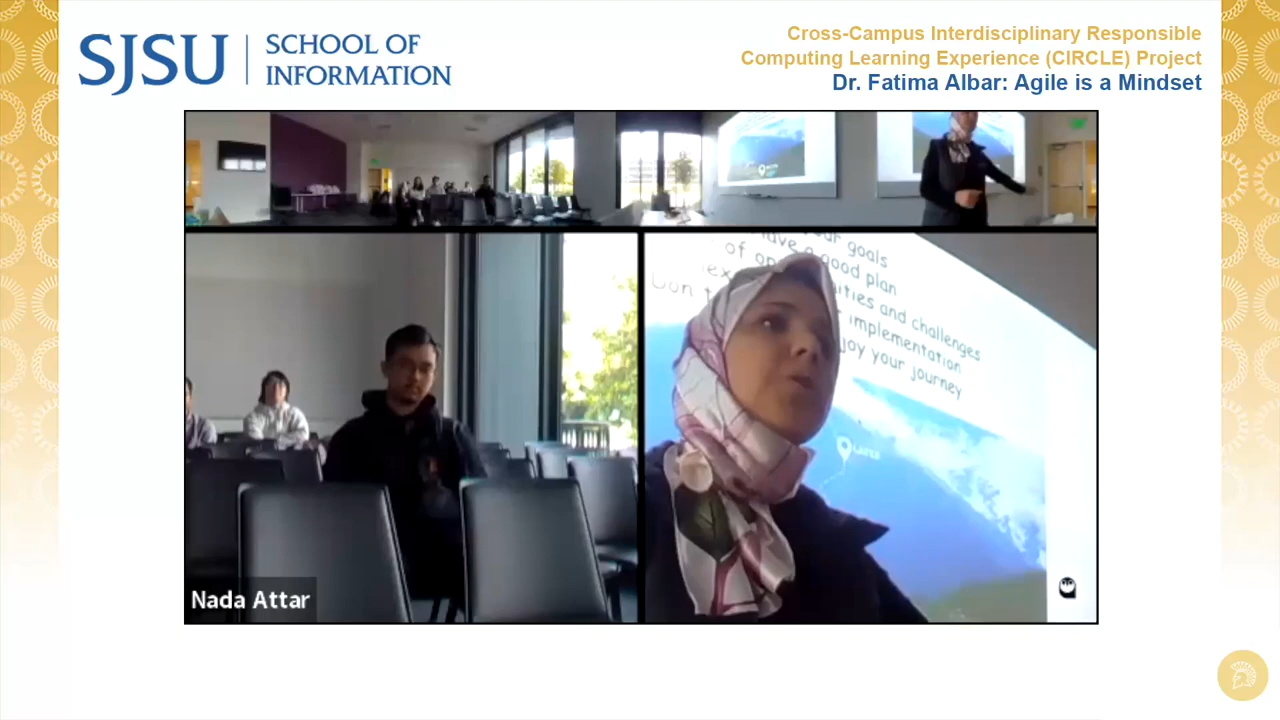 SJSU
SCHOOL OF
INFORMATION
Cross-Campus Interdisciplinary Responsible
Computing Learning Experience (CIRCLE) Project
Dr. Fatima Albar: Agile is a Mindset
goals
good plan
of
and challenges
implementation
your journey
Nada Attar